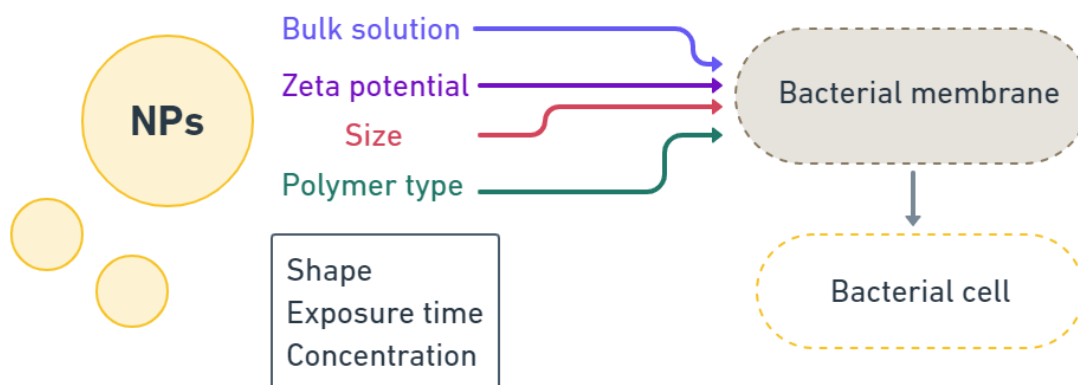 NPs
Bulk solution
Zeta potential
Size
Polymer type
Shape
Exposure time
Concentration
Bacterial membrane
Bacterial cell